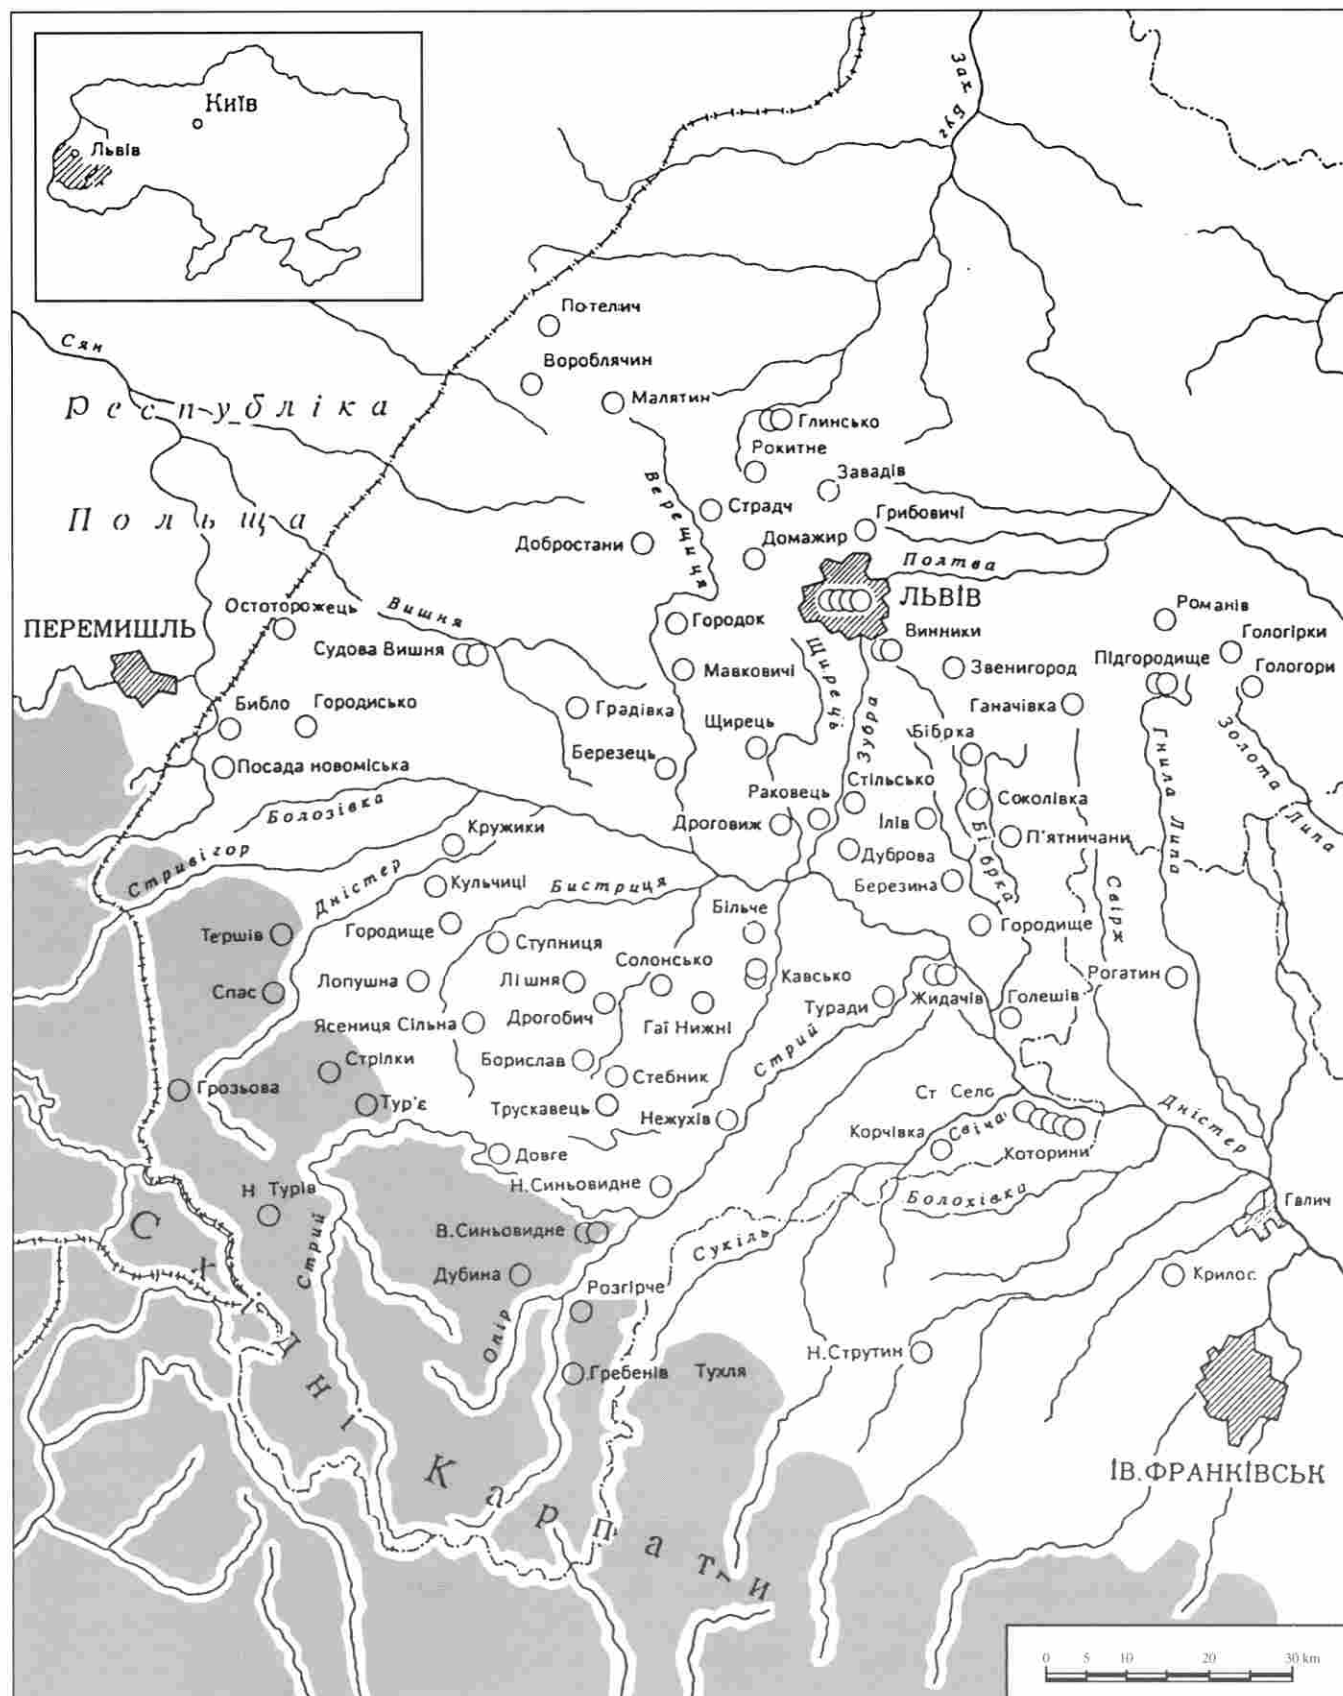 Київ
Львів
Зах. Буг
Потелич
Сян
Вороблячин
Республіка
Малятин
Глинсько
Рокитне
Завадів
Верещиця
Страдч
Грибовичі
Польща
Добростани
Домажир
Полтва
Остоторожець
Вишня
ЛЬВІВ
Романів
ПЕРЕМИШЛЬ
Городок
Винники
Гологірки
Судова Вишня
Щирець
Звенигород
Підгородище
Мавковичі
Гологори
Библо
Городисько
Градівка
Ганачівка
Щирець
Зубра
Бібрка
Гнила Липа
Золота Липа
Березець
Посада новоміська
Стільсько
Болозівка
Раковець
Соколівка
Кружики
Дроговиж
Ілів
Бібрка
П'ятничани
Стривігор
Дуброва
Дністер
Кульчиці
Бистриця
Березина
Свірж
Більче
Тершів
Городище
Ступниця
Городище
Солонсько
Лопушна
Лішня
Кавсько
Рогатин
Спас
Туради
Жидачів
Голешів
Дрогобич
Ясениця Сільна
Гаї Нижні
Стрий
Стрілки
Борислав
Стебник
Грозьова
Ст Село
Тур'є
Трускавець
Нежухів
Дністер
Свіча
Корчівка
Довге
Которини
Н Турів
Н.Синьовидне
Болохівка
Галич
Стрий
В.Синьовидне
Сукіль
Дубина
Крилос
Розгірче
Опір
Н.Струтин
Гребенів
Тухля
Східні Карпати
ІВ.ФРАНКІВСЬК
0 5 10 20 30 km